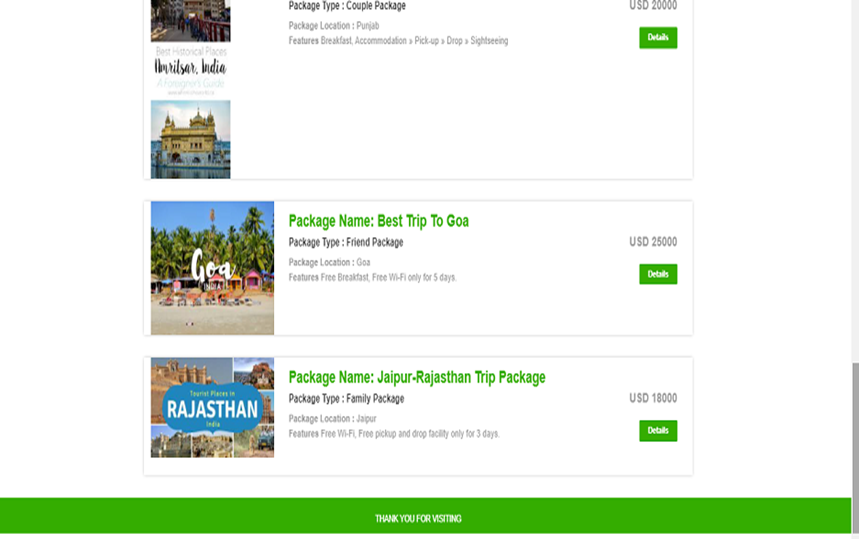 Package Type : Couple Package
USD 20000
Package Location : Punjab
Features Breakfast, Accommodation » Pick-up » Drop » Sightseeing
Details
Best Historical Places
Amritsar, India
A Foreigner's Guide
Package Name: Best Trip To Goa
Package Type : Friend Package
USD 25000
Package Location : Goa
Features Free Breakfast, Free Wi-Fi only for 5 days.
Details
Goa
INDIA
Package Name: Jaipur-Rajasthan Trip Package
Package Type : Family Package
USD 18000
Package Location : Jaipur
Features Free Wi-Fi, Free pickup and drop facility only for 3 days.
Details
Tourist Places in
RAJASTHAN
India
THANK YOU FOR VISITING